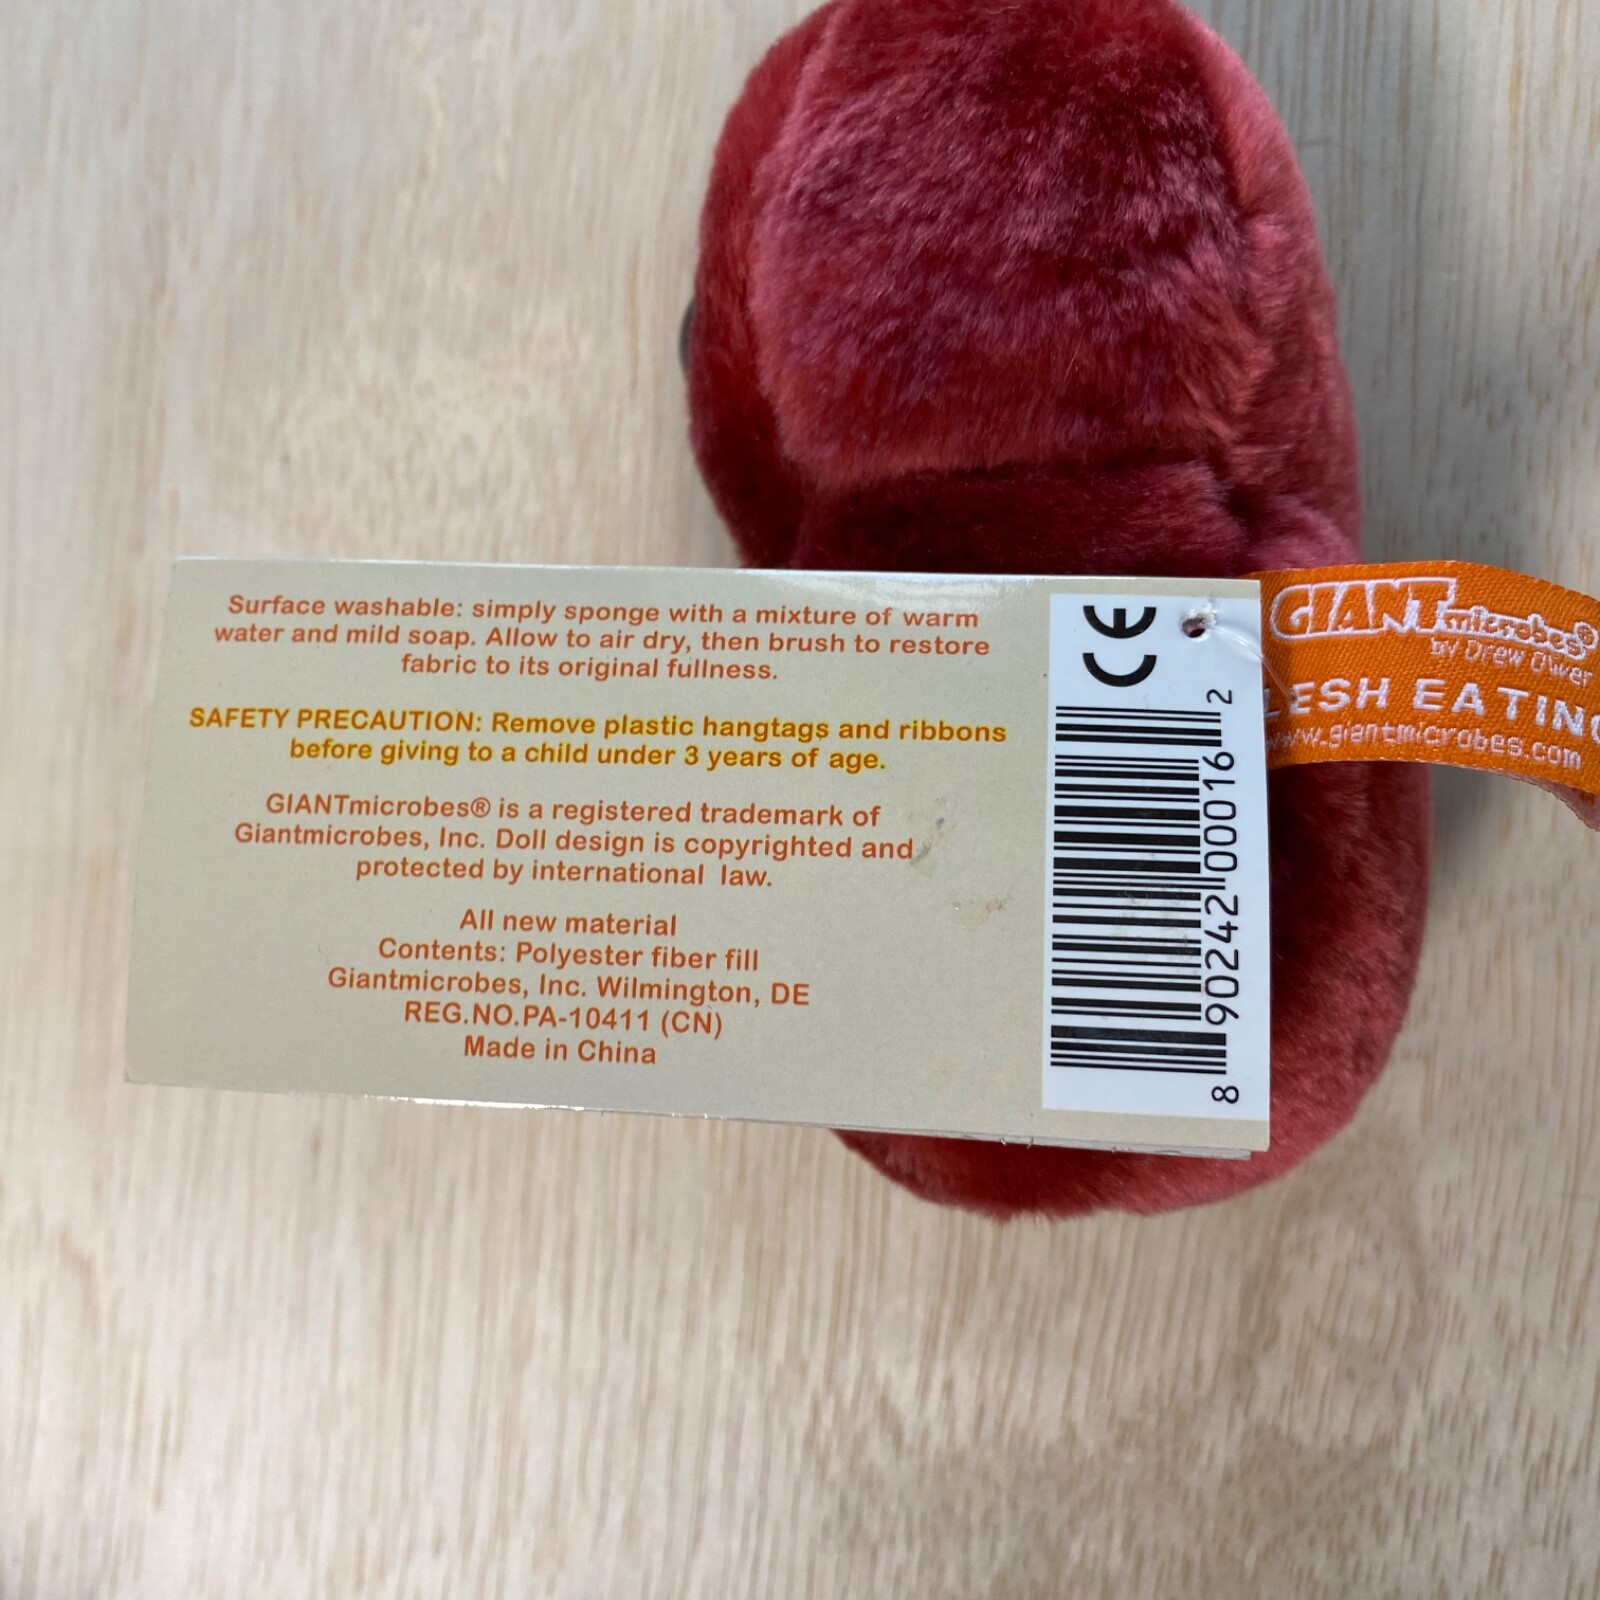 Surface washable: simply sponge with a mixture of warm
water and mild soap. Allow to air dry, then brush to restore
fabric to its original fullness.
SAFETY PRECAUTION: Remove plastic hangtags and ribbons
before giving to a child under 3 years of age.
GIANTmicrobes® is a registered trademark of
Giantmicrobes, Inc. Doll design is copyrighted and
protected by international law.
All new material
Contents: Polyester fiber fill
Giantmicrobes, Inc. Wilmington, DE
REG.NO.PA-10411 (CN)
Made in China
CE
8 90242 00016 2
GIANTmicrobes®
by Drew Oliver
LESH EATING
www.giantmicrobes.com